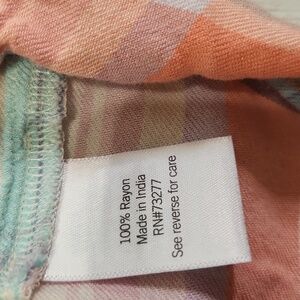 100% Rayon
Made in India
RN#73277
See reverse for care